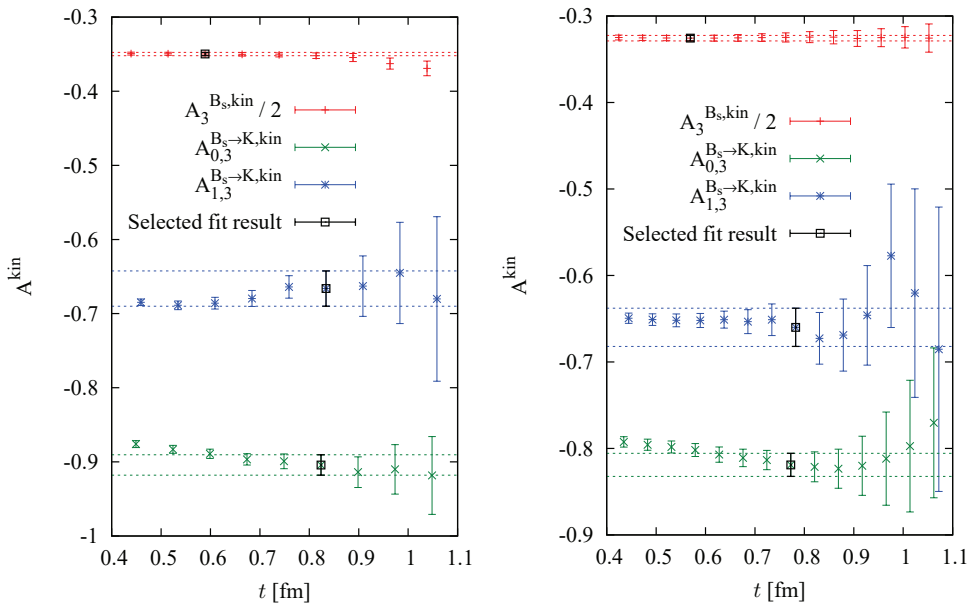 -0.3
-0.4
-0.5
-0.6
-0.7
-0.8
-0.9
-1
0.4 0.5 0.6 0.7 0.8 0.9 1 1.1
A^kin
t [fm]
A_3^{B_s,kin} / 2
A_{0,3}^{B_s→K,kin}
A_{1,3}^{B_s→K,kin}
Selected fit result
-0.3
-0.4
-0.5
-0.6
-0.7
-0.8
-0.9
0.4 0.5 0.6 0.7 0.8 0.9 1 1.1
A^kin
t [fm]
A_3^{B_s,kin} / 2
A_{0,3}^{B_s→K,kin}
A_{1,3}^{B_s→K,kin}
Selected fit result